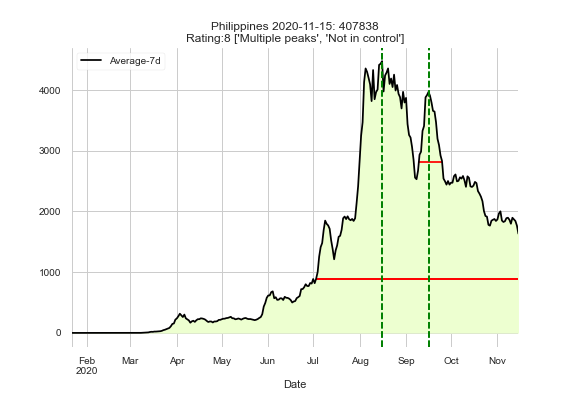 Philippines 2020-11-15: 407838
Rating:8 ['Multiple peaks', 'Not in control']
Average-7d
4000
3000
2000
1000
0
Feb Mar Apr May Jun Jul Aug Sep Oct Nov
2020
Date